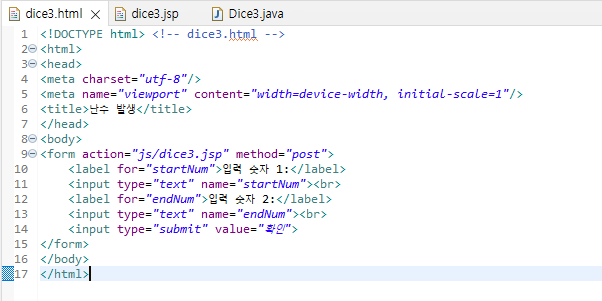 dice3.html dice3.jsp Dice3.java
1 <!DOCTYPE html> <!-- dice3.html -->
2 <html>
3 <head>
4 <meta charset="utf-8"/>
5 <meta name="viewport" content="width=device-width, initial-scale=1"/>
6 <title>난수 발생</title>
7 </head>
8 <body>
9 <form action="js/dice3.jsp" method="post">
10 <label for="startNum">입력 숫자 1:</label>
11 <input type="text" name="startNum"><br>
12 <label for="endNum">입력 숫자 2:</label>
13 <input type="text" name="endNum"><br>
14 <input type="submit" value="확인">
15 </form>
16 </body>
17 </html>